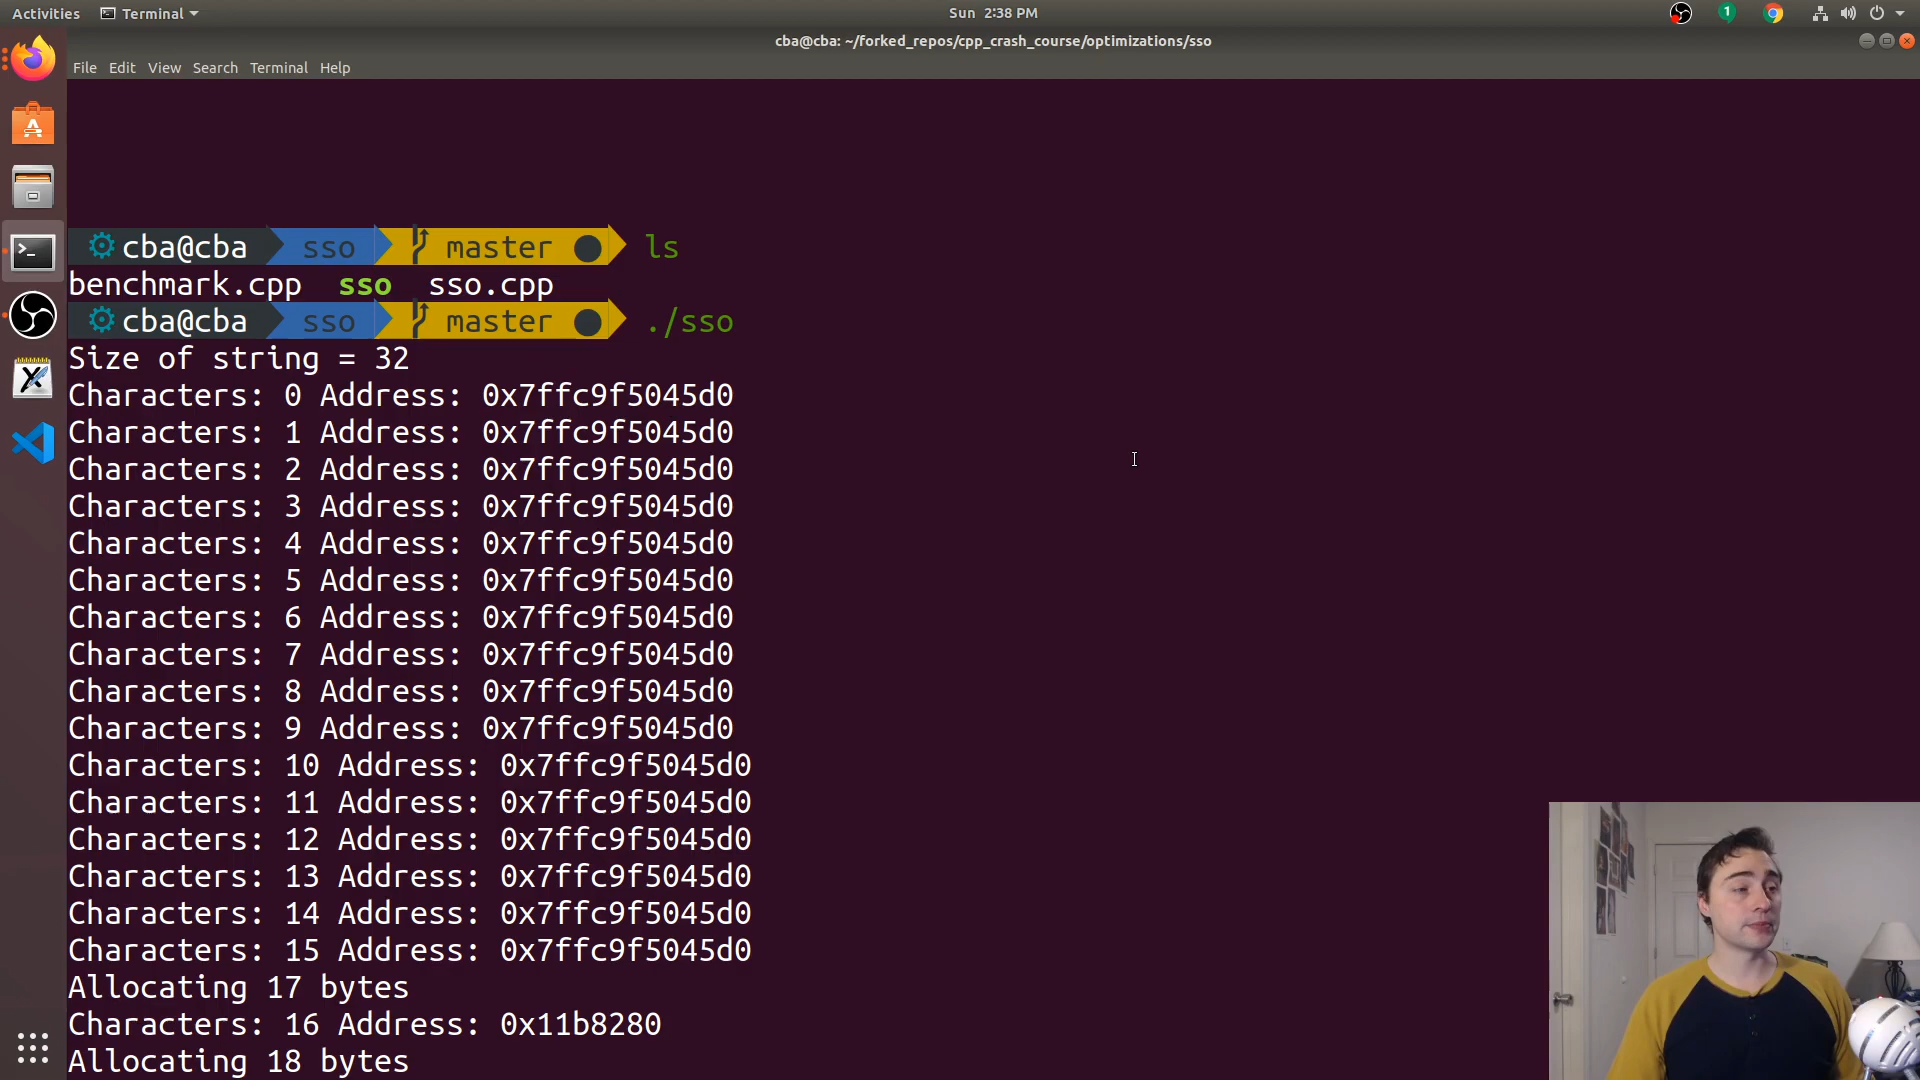 Activities Terminal Sun 2:38 PM 1
cba@cba: ~/forked_repos/cpp_crash_course/optimizations/sso
File Edit View Search Terminal Help
cba@cba sso master ls
benchmark.cpp sso sso.cpp
cba@cba sso master ./sso
Size of string = 32
Characters: 0 Address: 0x7ffc9f5045d0
Characters: 1 Address: 0x7ffc9f5045d0
Characters: 2 Address: 0x7ffc9f5045d0
Characters: 3 Address: 0x7ffc9f5045d0
Characters: 4 Address: 0x7ffc9f5045d0
Characters: 5 Address: 0x7ffc9f5045d0
Characters: 6 Address: 0x7ffc9f5045d0
Characters: 7 Address: 0x7ffc9f5045d0
Characters: 8 Address: 0x7ffc9f5045d0
Characters: 9 Address: 0x7ffc9f5045d0
Characters: 10 Address: 0x7ffc9f5045d0
Characters: 11 Address: 0x7ffc9f5045d0
Characters: 12 Address: 0x7ffc9f5045d0
Characters: 13 Address: 0x7ffc9f5045d0
Characters: 14 Address: 0x7ffc9f5045d0
Characters: 15 Address: 0x7ffc9f5045d0
Allocating 17 bytes
Characters: 16 Address: 0x11b8280
Allocating 18 bytes